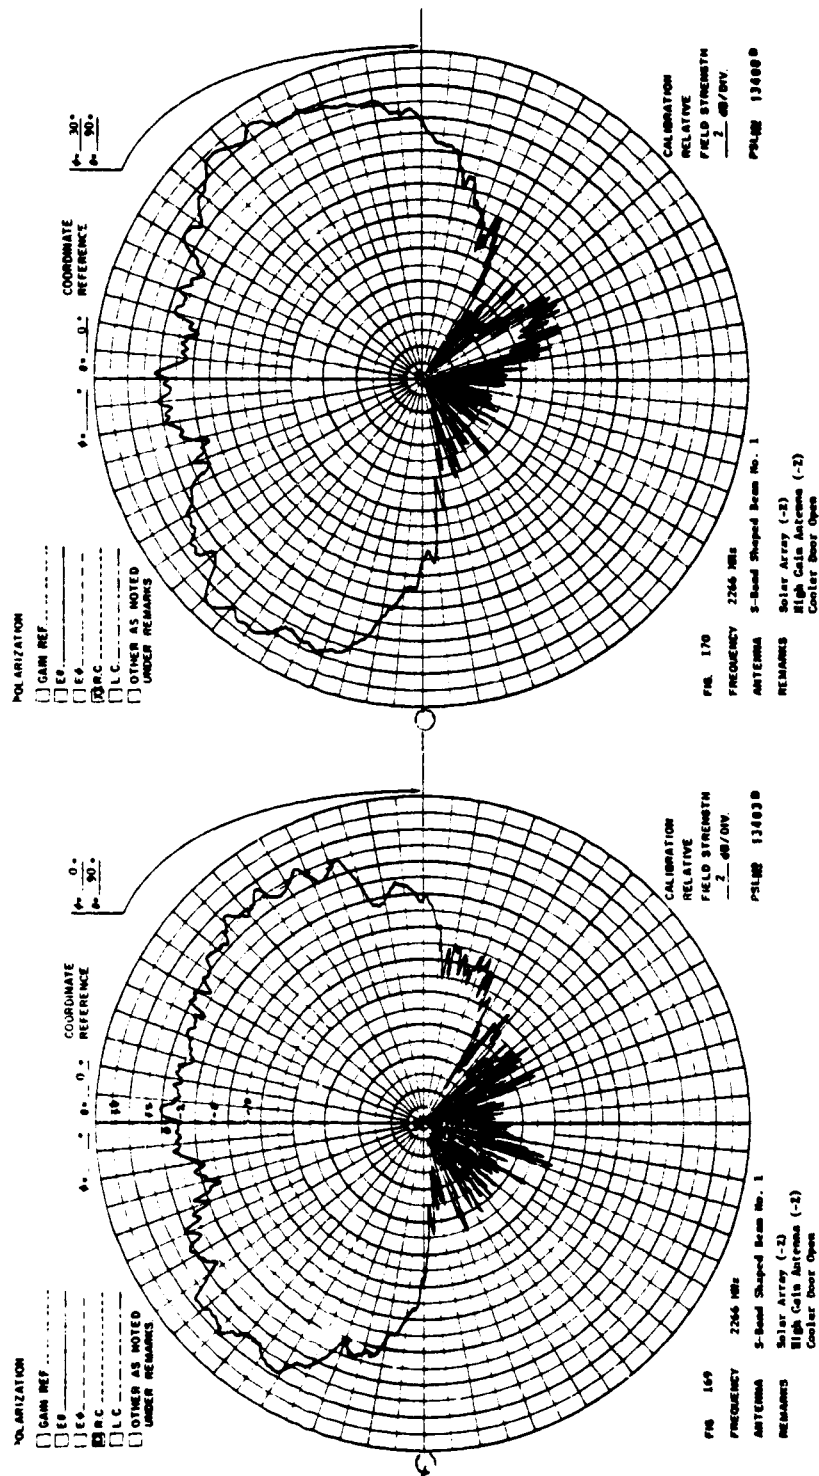 POLARIZATION
GAIN REF
Eθ
Eϕ
R.C
L C
OTHER AS NOTED
UNDER REMARKS
ϕ= ° θ= 0 °
COORDINATE
REFERENCE
ϕ= 0 °
θ= 90 °
FIG 169
FREQUENCY 2266 MHz
ANTENNA S-Band Shaped Beam No. 1
REMARKS Solar Array (-Z)
High Gain Antenna (-Z)
Cooler Door Open
CALIBRATION
RELATIVE
FIELD STRENGTH
2 dB/DIV.
13403 B
POLARIZATION
GAIN REF
Eθ
Eϕ
R.C
L C
OTHER AS NOTED
UNDER REMARKS
ϕ= ° θ= 0 °
COORDINATE
REFERENCE
ϕ= 30 °
θ= 90 °
FIG. 170
FREQUENCY 2266 MHz
ANTENNA S-Band Shaped Beam No. 1
REMARKS Solar Array (-Z)
High Gain Antenna (-Z)
Cooler Door Open
CALIBRATION
RELATIVE
FIELD STRENGTH
2 dB/DIV.